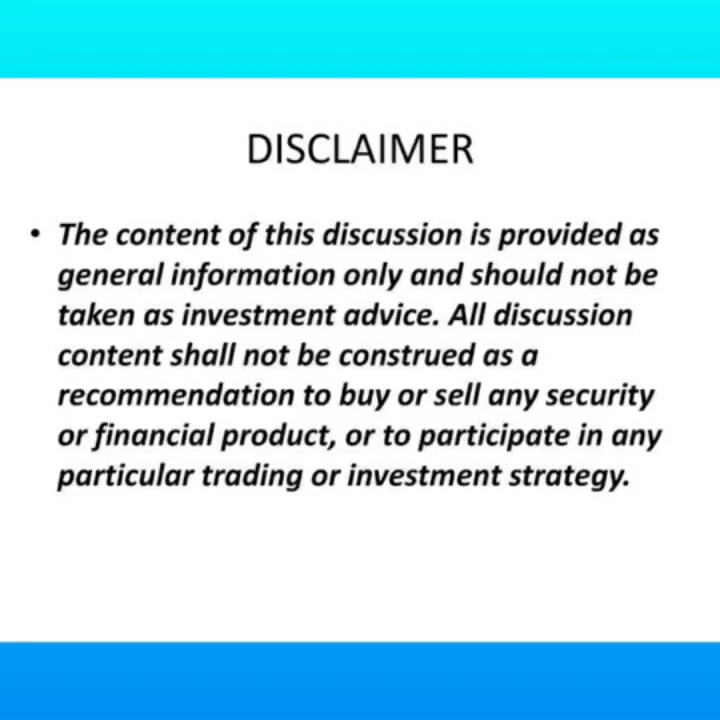 DISCLAIMER
• The content of this discussion is provided as
general information only and should not be
taken as investment advice. All discussion
content shall not be construed as a
recommendation to buy or sell any security
or financial product, or to participate in any
particular trading or investment strategy.